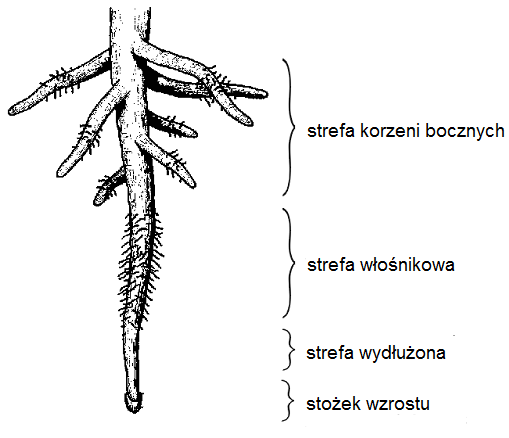 strefa korzeni bocznych
strefa włośnikowa
strefa wydłużona
stożek wzrostu